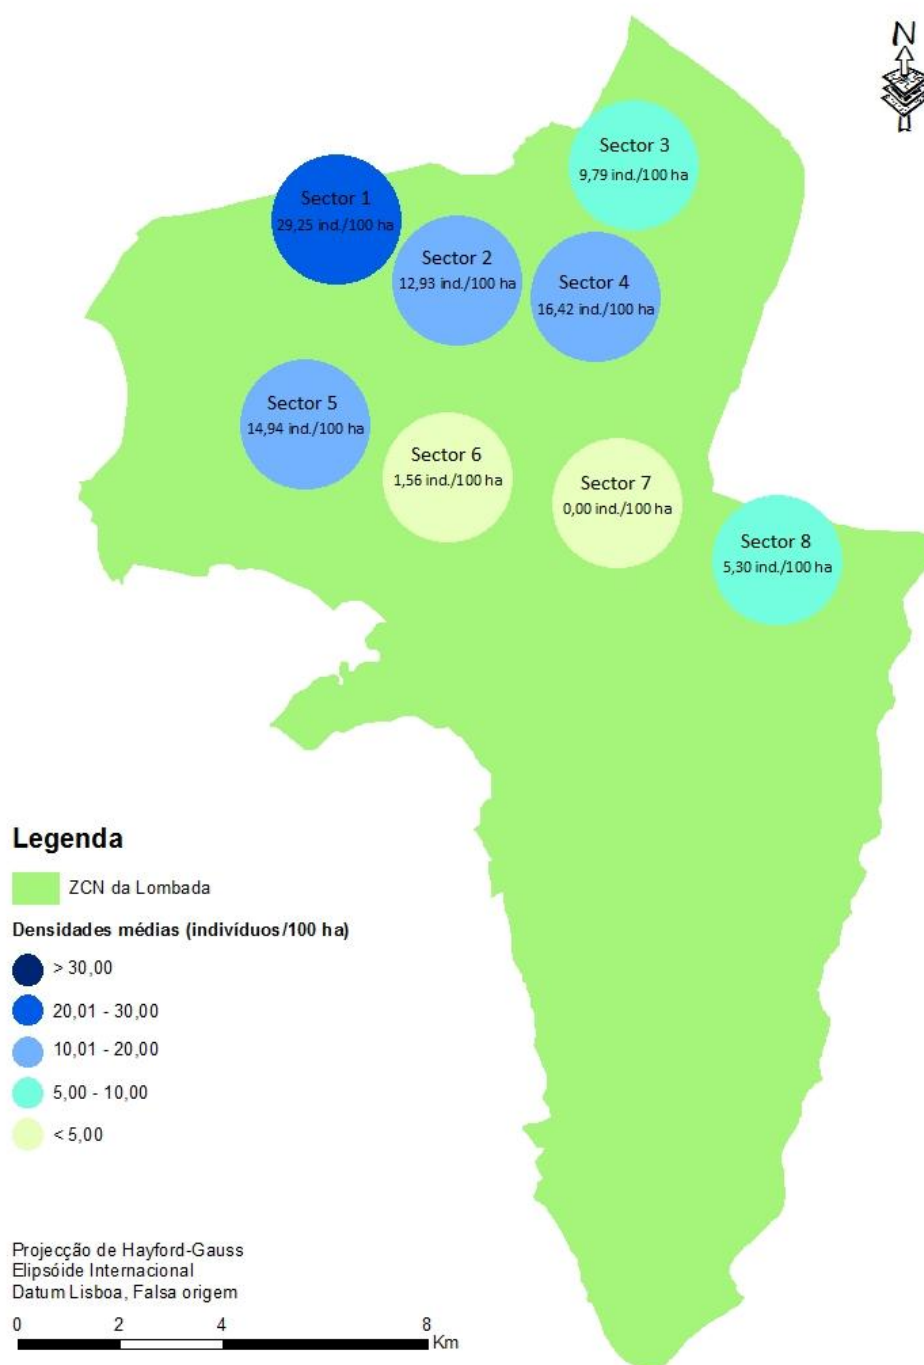 N
Sector 3
9,79 ind./100 ha
Sector 1
29,25 ind./100 ha
Sector 2
12,93 ind./100 ha
Sector 4
16,42 ind./100 ha
Sector 5
14,94 ind./100 ha
Sector 6
1,56 ind./100 ha
Sector 7
0,00 ind./100 ha
Sector 8
5,30 ind./100 ha
Legenda
ZCN da Lombada
Densidades médias (indivíduos/100 ha)
> 30,00
20,01 - 30,00
10,01 - 20,00
5,00 - 10,00
< 5,00
Projecção de Hayford-Gauss
Elipsóide Internacional
Datum Lisboa, Falsa origem
0 2 4 8
Km